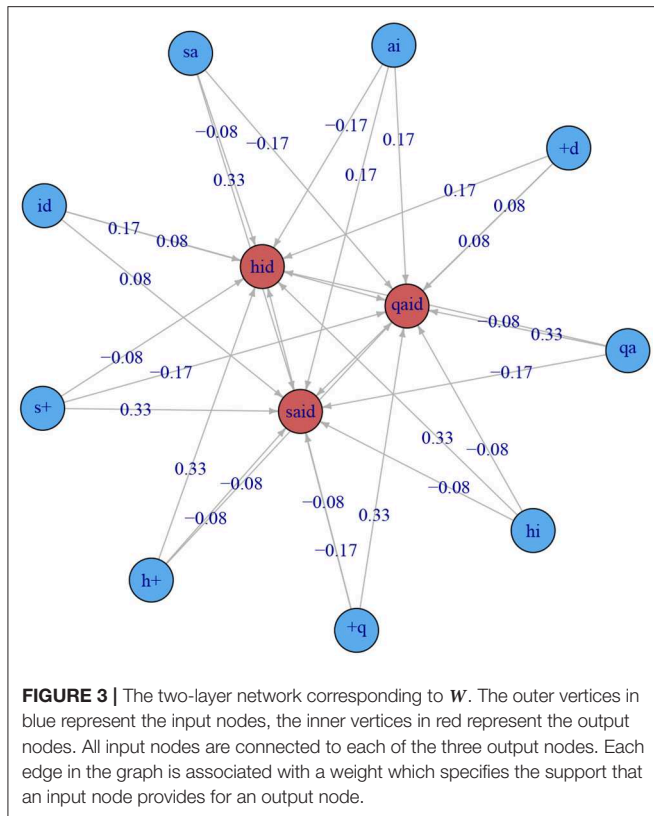 sa
ai
+d
−0.08
−0.17
−0.17
0.17
0.33
0.17
0.17
id
0.08
0.17
0.08
0.08
0.08
hid
qaid
−0.08
0.33
qa
−0.08
−0.17
−0.17
s+
0.33
said
0.33
−0.08
0.33
−0.08
−0.08
−0.08
−0.08
0.33
hi
−0.17
h+
+q
FIGURE 3 | The two-layer network corresponding to W. The outer vertices in
blue represent the input nodes, the inner vertices in red represent the output
nodes. All input nodes are connected to each of the three output nodes. Each
edge in the graph is associated with a weight which specifies the support that
an input node provides for an output node.